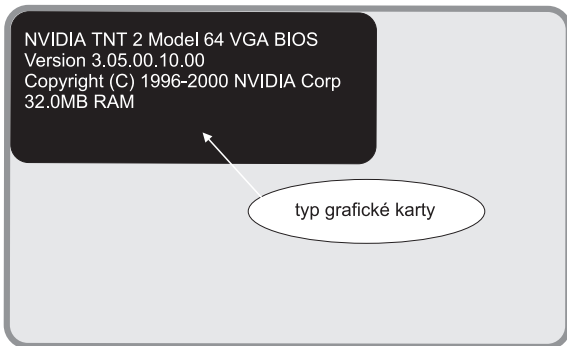 NVIDIA TNT 2 Model 64 VGA BIOS
Version 3.05.00.10.00
Copyright (C) 1996-2000 NVIDIA Corp
32.0MB RAM
typ grafické karty